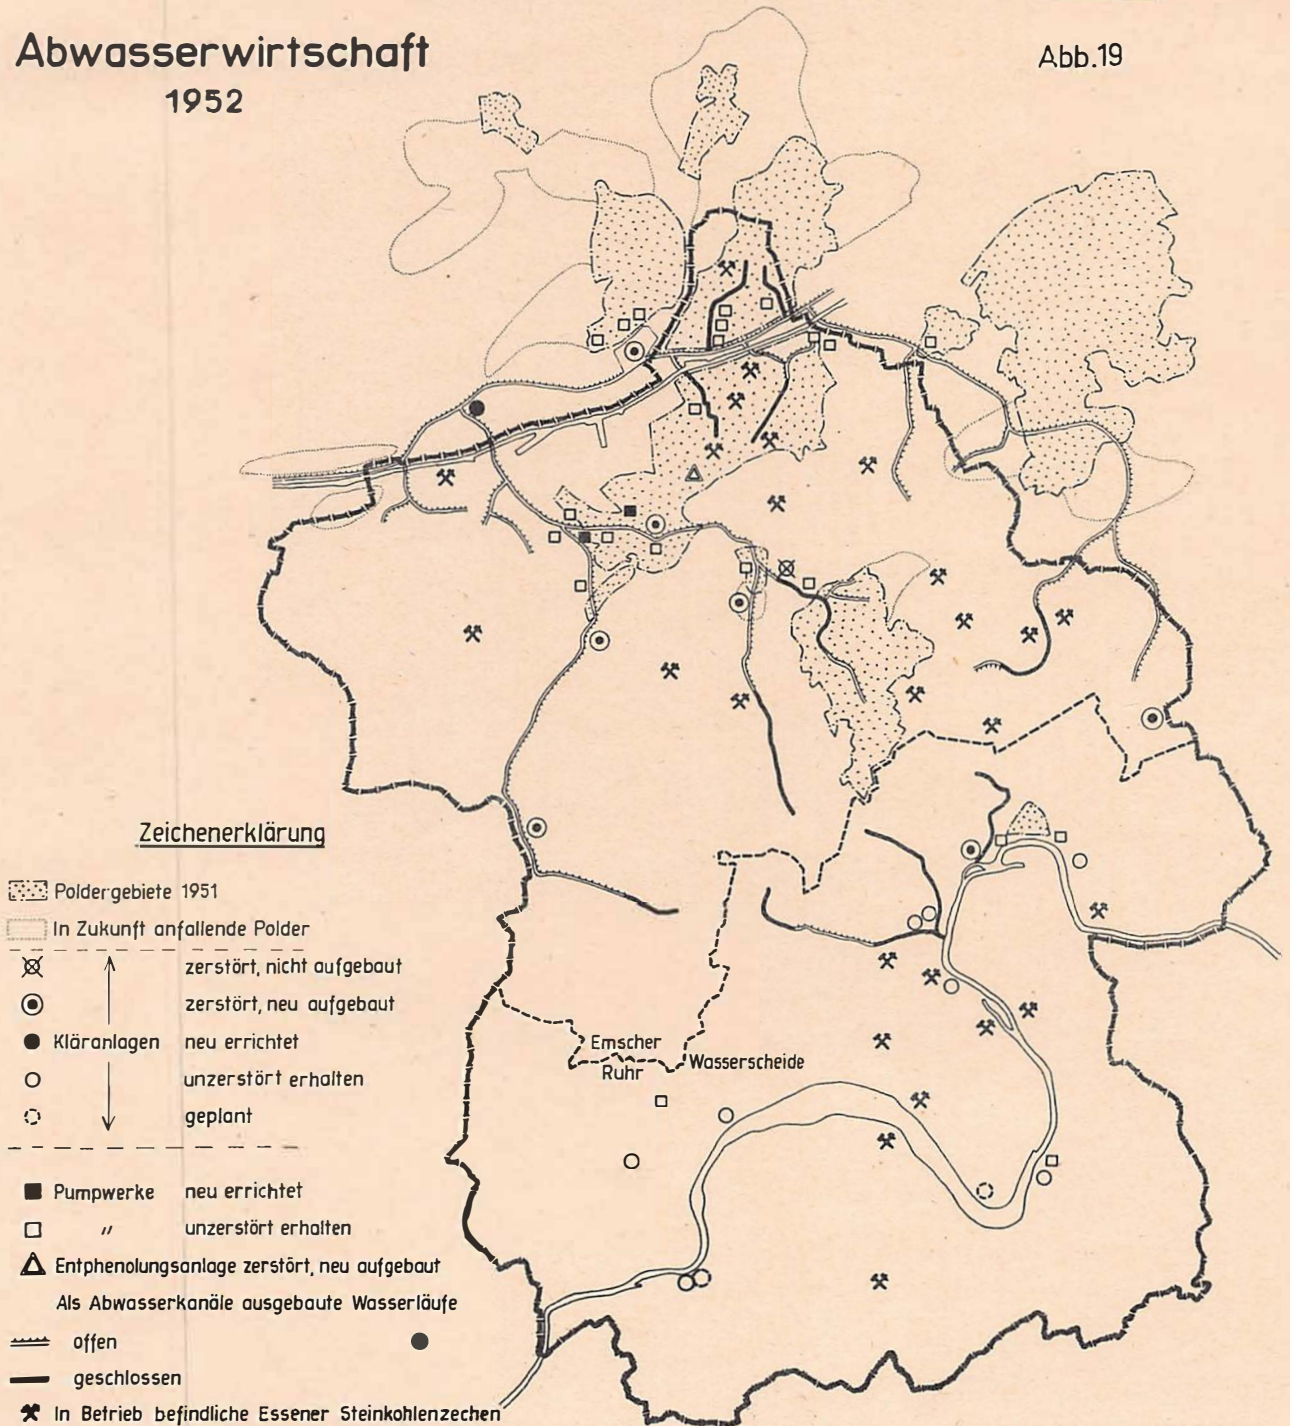 Abwasserwirtschaft
1952
Abb.19
Zeichenerklärung
Poldergebiete 1951
In Zukunft anfallende Polder
zerstört, nicht aufgebaut
zerstört, neu aufgebaut
Kläranlagen neu errichtet
unzerstört erhalten
geplant
Pumpwerke neu errichtet
" unzerstört erhalten
Entphenolungsanlage zerstört, neu aufgebaut
Als Abwasserkanäle ausgebaute Wasserläufe
offen
geschlossen
In Betrieb befindliche Essener Steinkohlenzechen
Emscher
Ruhr
Wasserscheide